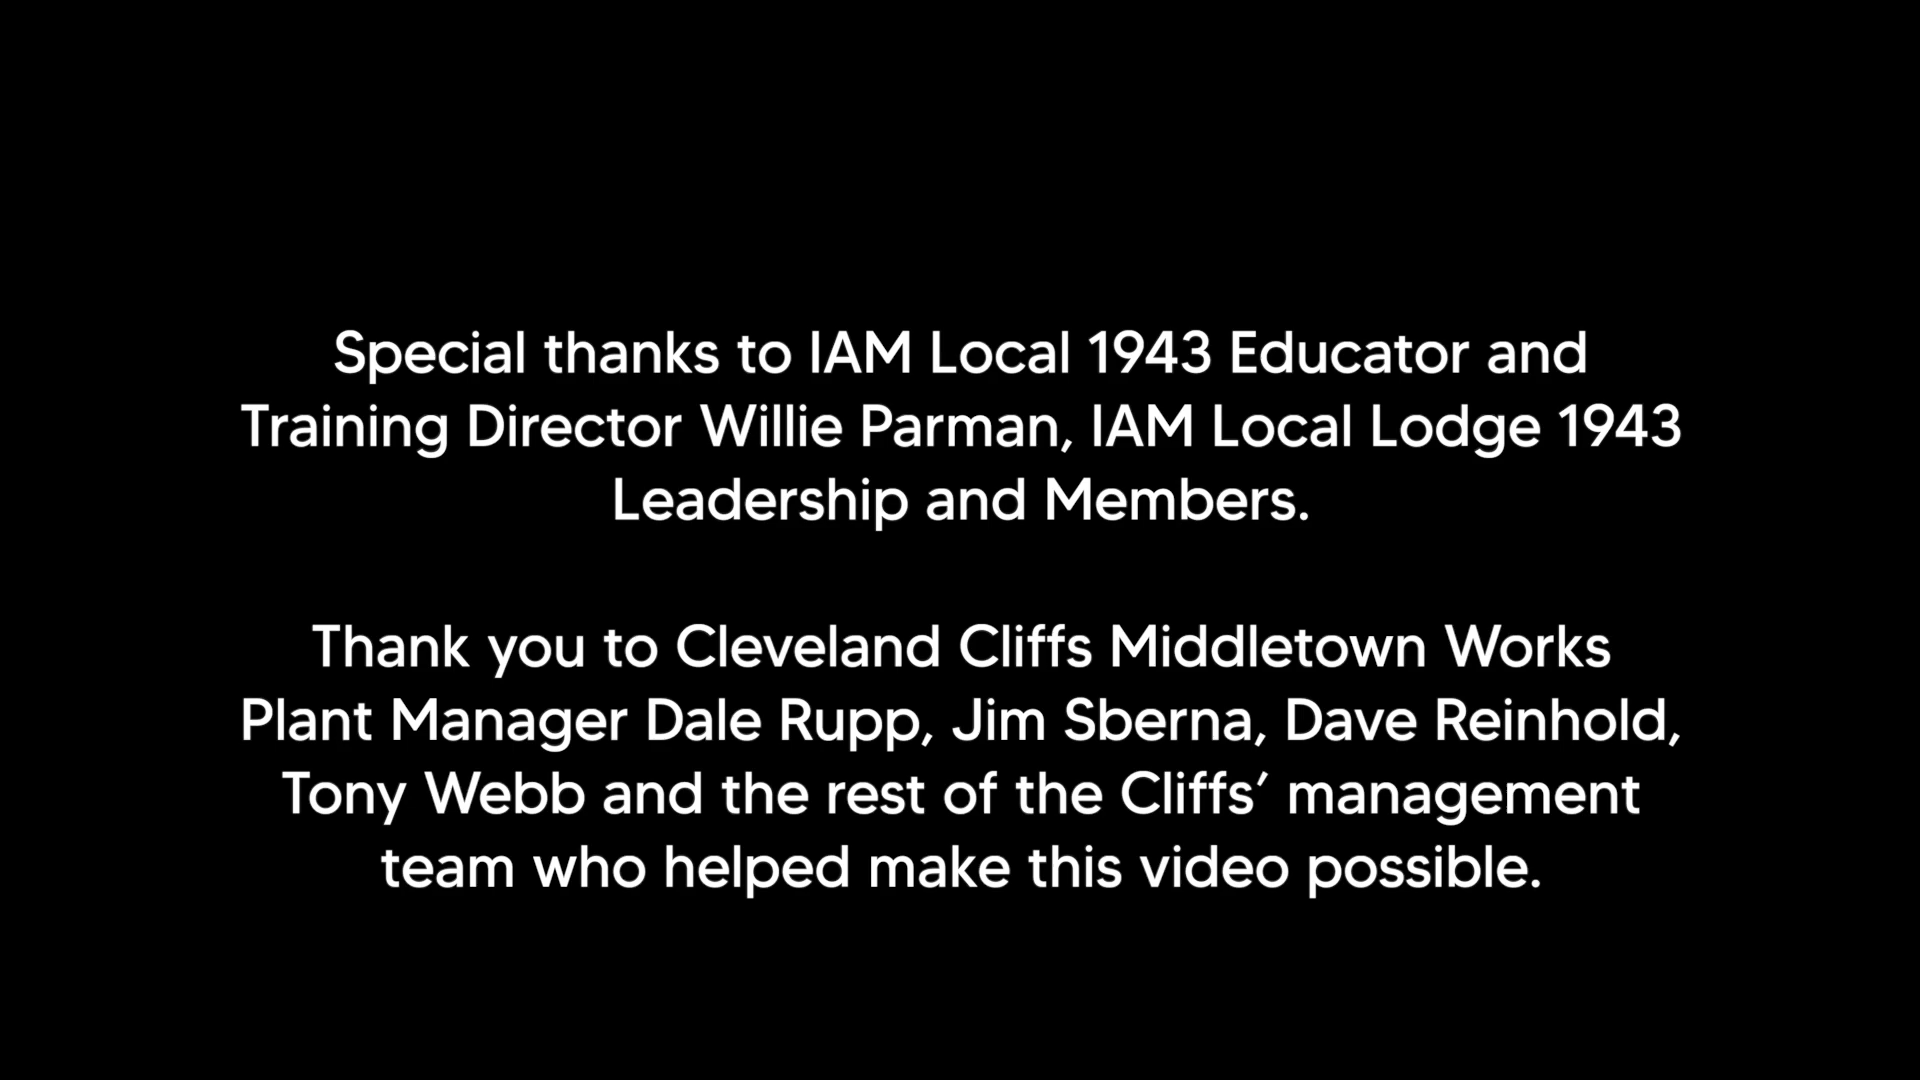 Special thanks to IAM Local 1943 Educator and
Training Director Willie Parman, IAM Local Lodge 1943
Leadership and Members.
Thank you to Cleveland Cliffs Middletown Works
Plant Manager Dale Rupp, Jim Sberna, Dave Reinhold,
Tony Webb and the rest of the Cliffs’ management
team who helped make this video possible.